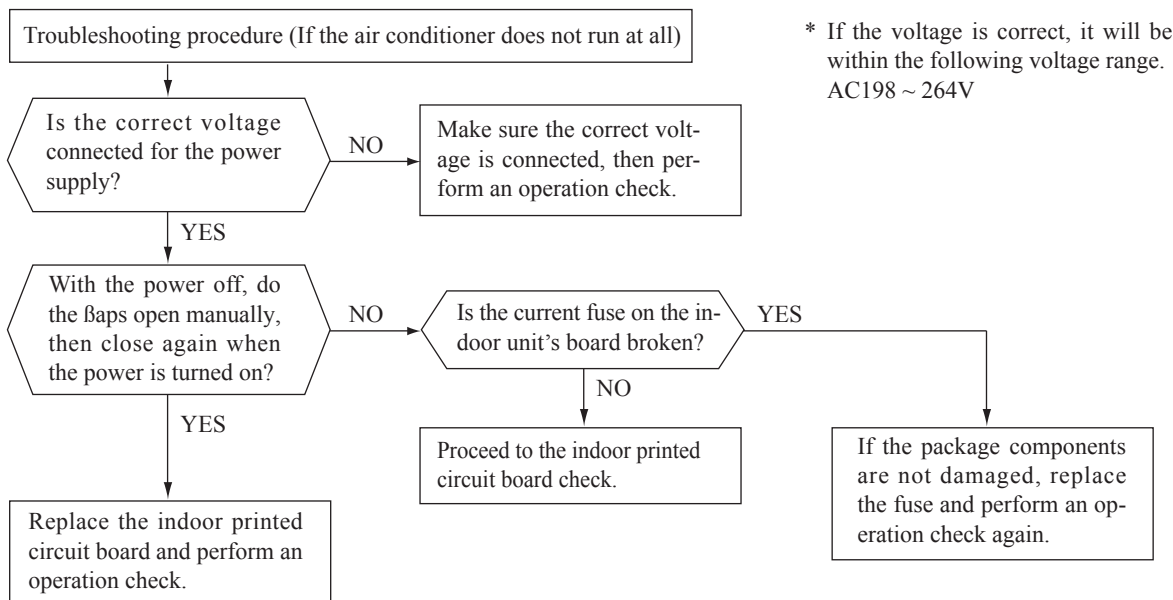 Troubleshooting procedure (If the air conditioner does not run at all)
* If the voltage is correct, it will be
within the following voltage range.
AC198 ~ 264V
Is the correct voltage
connected for the power
supply?
NO
Make sure the correct volt-
age is connected, then per-
form an operation check.
YES
With the power off, do
the ßaps open manually,
then close again when
the power is turned on?
NO
Is the current fuse on the in-
door unit's board broken?
YES
NO
YES
Proceed to the indoor printed
circuit board check.
If the package components
are not damaged, replace
the fuse and perform an op-
eration check again.
Replace the indoor printed
circuit board and perform an
operation check.